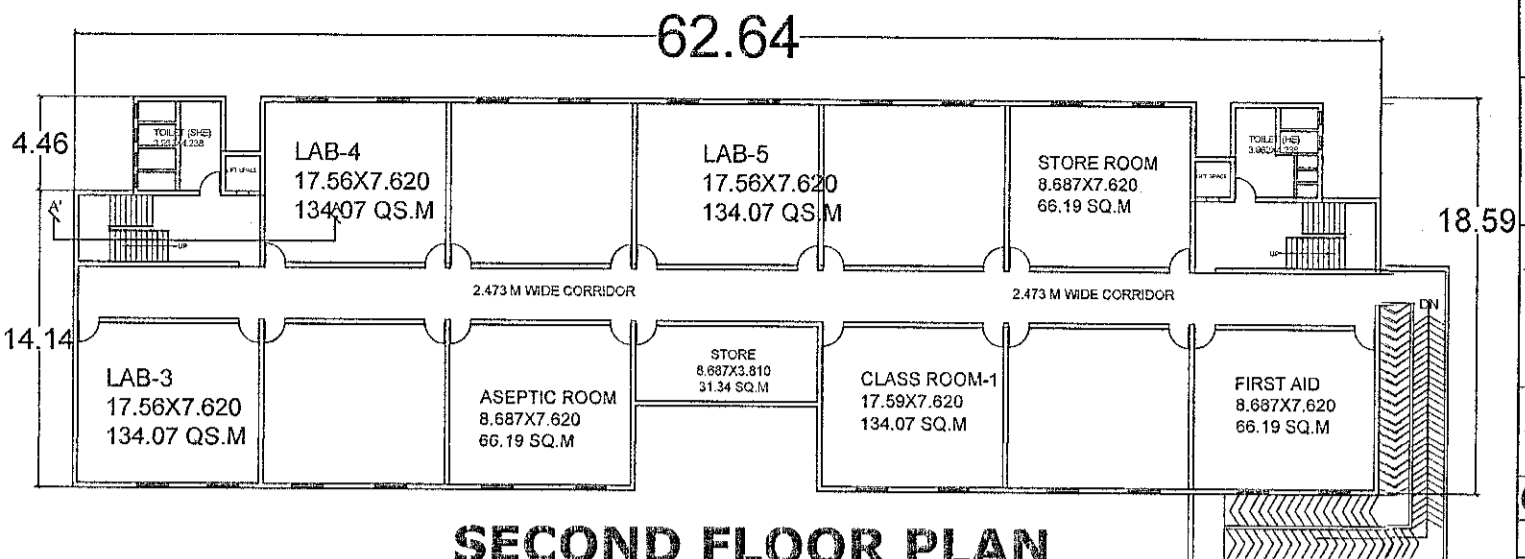 62.64
4.46
14.14
18.59
TOILET (SHE)
LIFT SPACE
LAB-4
17.56X7.620
134.07 QS.M
LAB-5
17.56X7.620
134.07 QS.M
STORE ROOM
8.687X7.620
66.19 SQ.M
TOILET (HE)
LIFT SPACE
A'
A
UP
UP
2.473 M WIDE CORRIDOR
2.473 M WIDE CORRIDOR
DN
LAB-3
17.56X7.620
134.07 QS.M
ASEPTIC ROOM
8.687X7.620
66.19 SQ.M
STORE
8.687X3.810
31.34 SQ.M
CLASS ROOM-1
17.59X7.620
134.07 SQ.M
FIRST AID
8.687X7.620
66.19 SQ.M
SECOND FLOOR PLAN